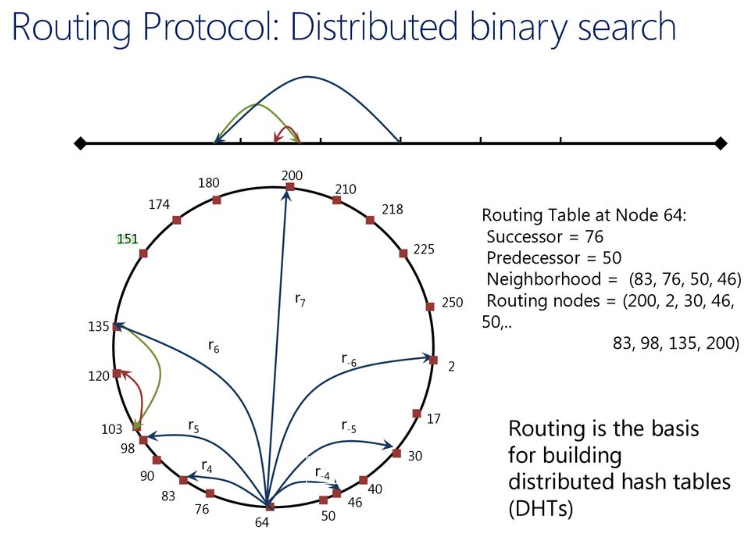 Routing Protocol: Distributed binary search
200
180
210
174
218
151
225
250
135
120
103
98
90
83
76
64
50
46
40
30
17
2
r7
r6
r-6
r5
r-5
r4
r-4
Routing Table at Node 64:
Successor = 76
Predecessor = 50
Neighborhood = (83, 76, 50, 46)
Routing nodes = (200, 2, 30, 46,
50,..
83, 98, 135, 200)
Routing is the basis
for building
distributed hash tables
(DHTs)